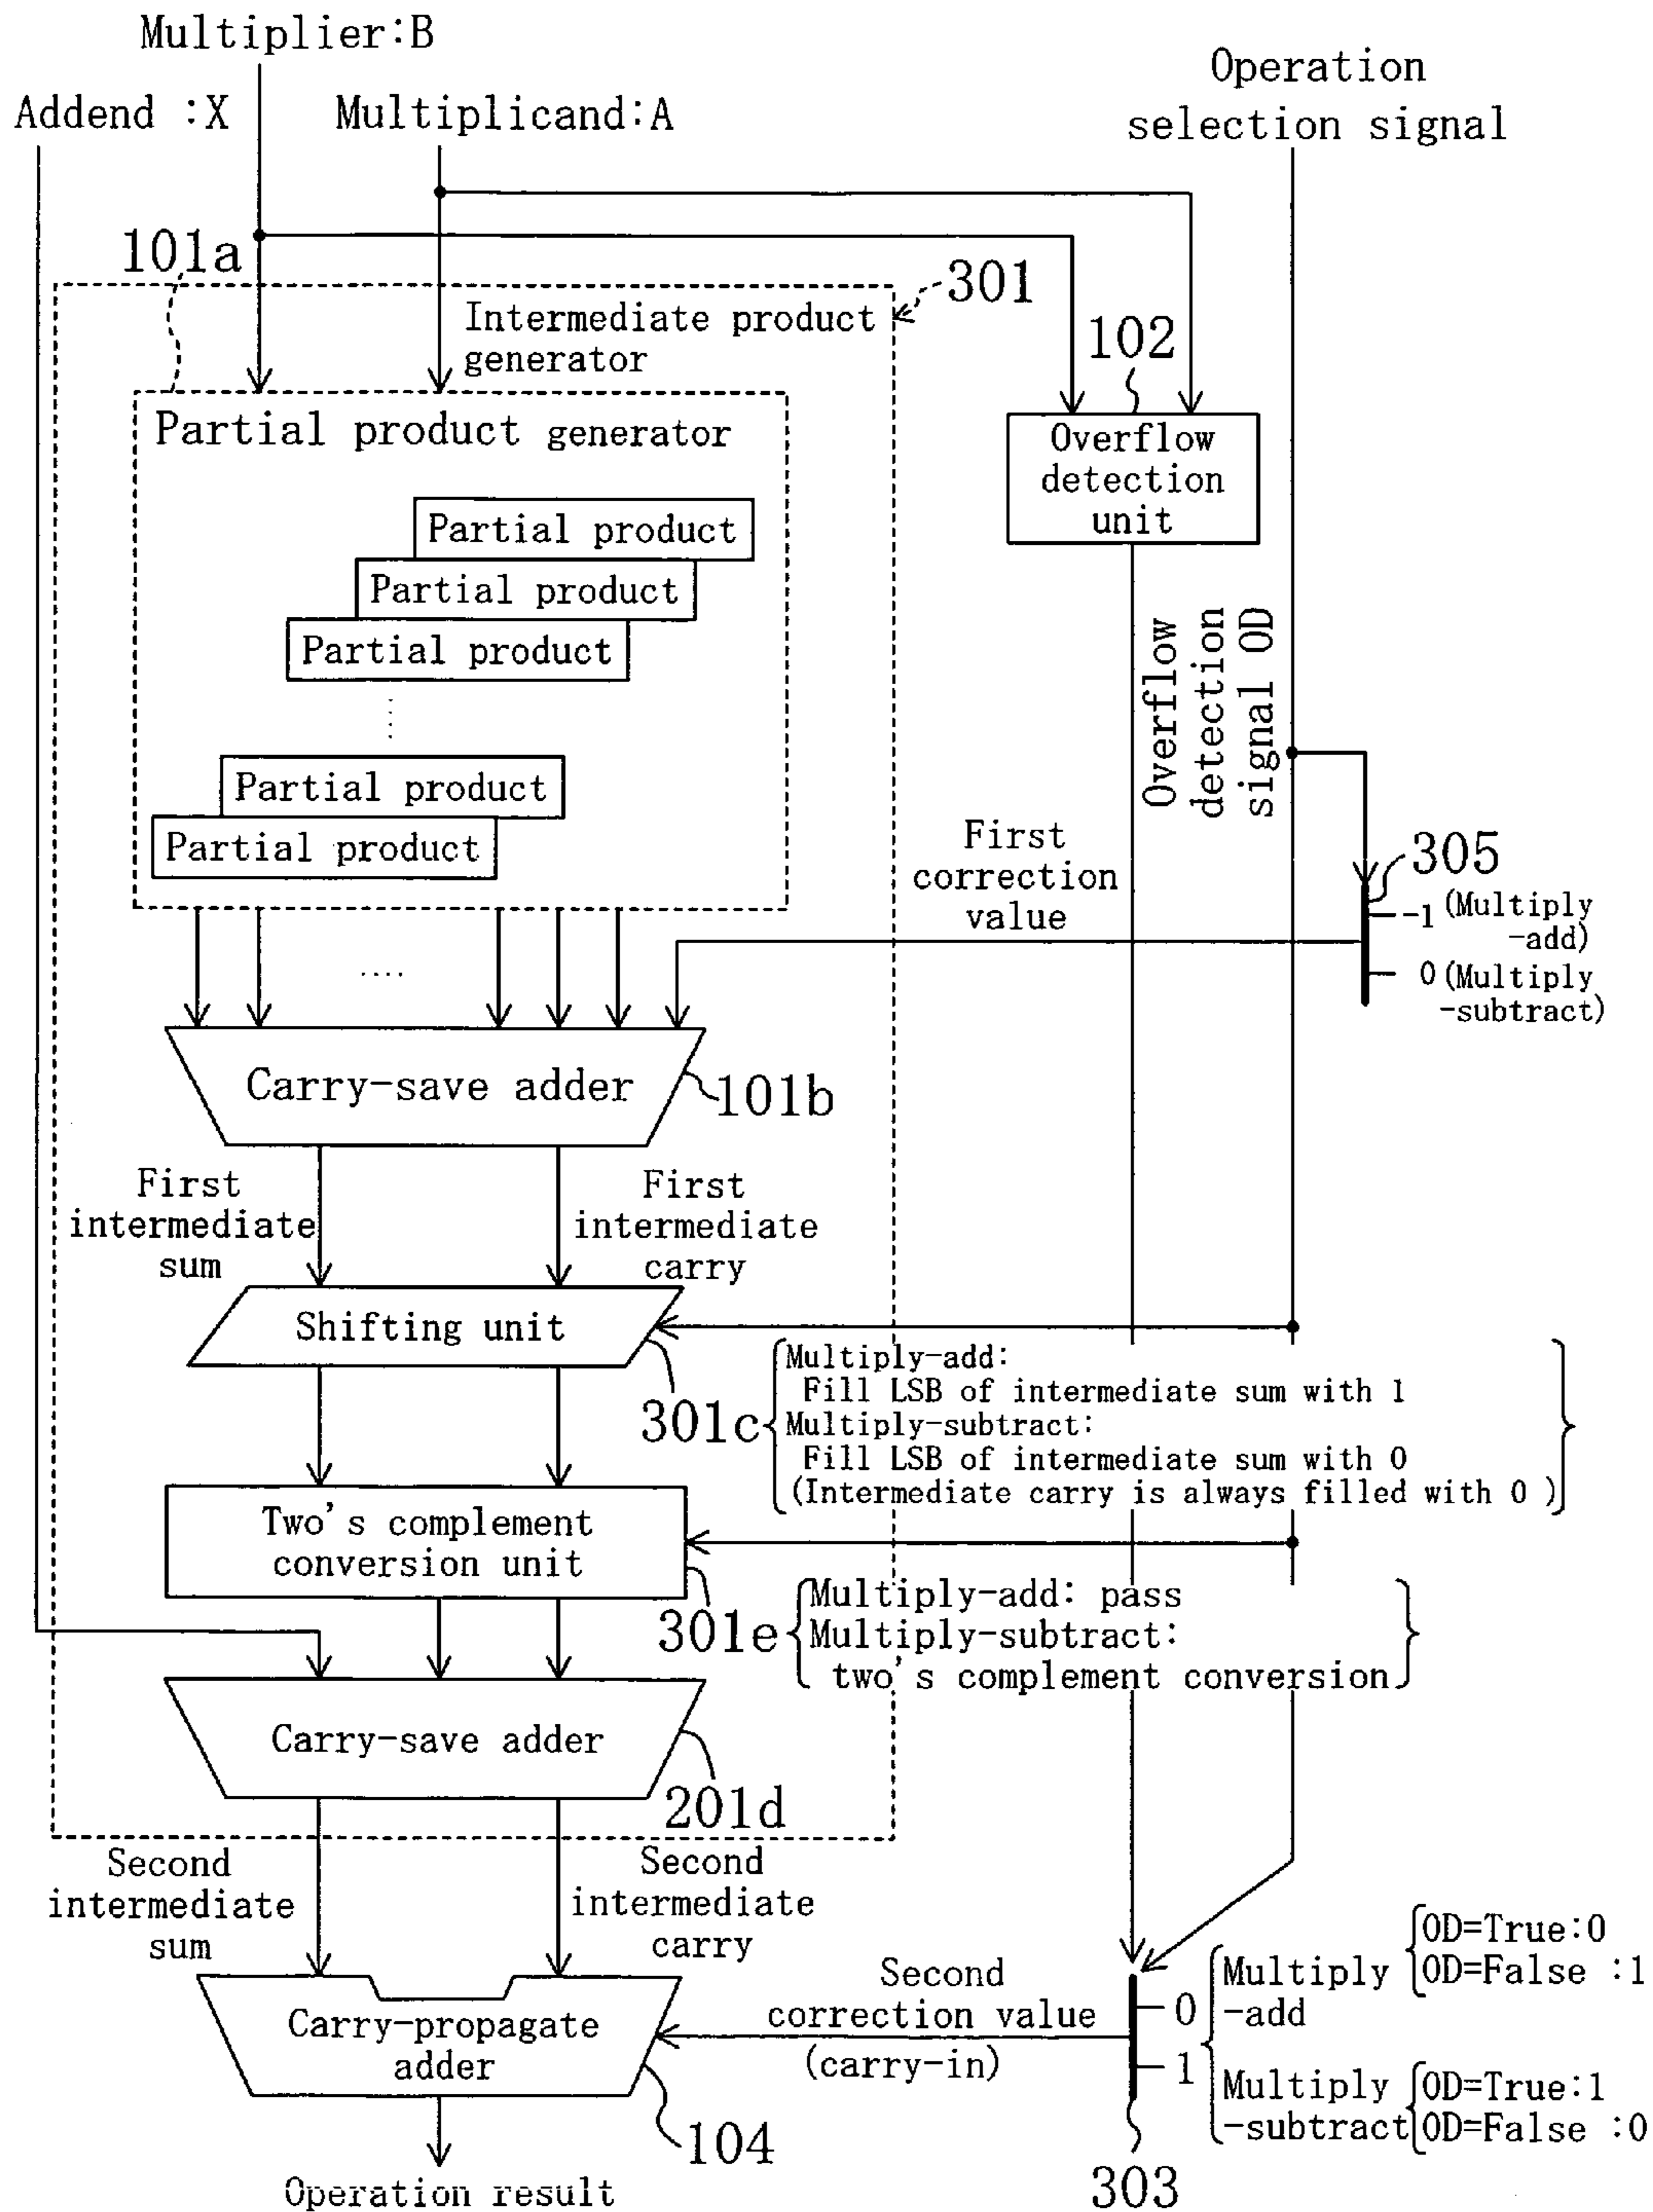 Multiplier:B
Addend :X
Multiplicand:A
Operation
selection signal
101a
301
Intermediate product
generator
102
Partial product generator
Overflow
detection
unit
Partial product
Partial product
Partial product
Partial product
Partial product
Overflow
detection
signal OD
First
correction
value
305
-1 (Multiply
-add)
0 (Multiply
-subtract)
Carry-save adder
101b
First
intermediate
sum
First
intermediate
carry
Shifting unit
301c
Multiply-add:
Fill LSB of intermediate sum with 1
Multiply-subtract:
Fill LSB of intermediate sum with 0
(Intermediate carry is always filled with 0 )
Two's complement
conversion unit
301e
Multiply-add: pass
Multiply-subtract:
two's complement conversion
Carry-save adder
201d
Second
intermediate
sum
Second
intermediate
carry
Carry-propagate
adder
104
Second
correction value
(carry-in)
0
1
Multiply
-add
OD=True:0
OD=False :1
Multiply
-subtract
OD=True:1
OD=False :0
303
Operation result